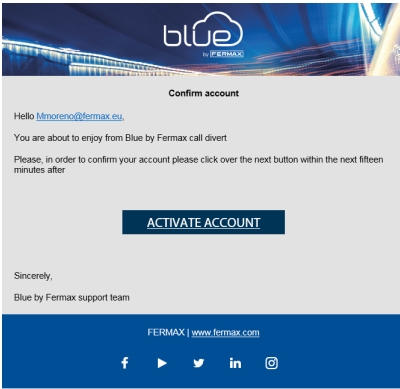 blue
by FERMAX
Confirm account
Hello Mmoreno@fermax.eu,
You are about to enjoy from Blue by Fermax call divert
Please, in order to confirm your account please click over the next button within the next fifteen
minutes after
ACTIVATE ACCOUNT
Sincerely,
Blue by Fermax support team
FERMAX | www.fermax.com